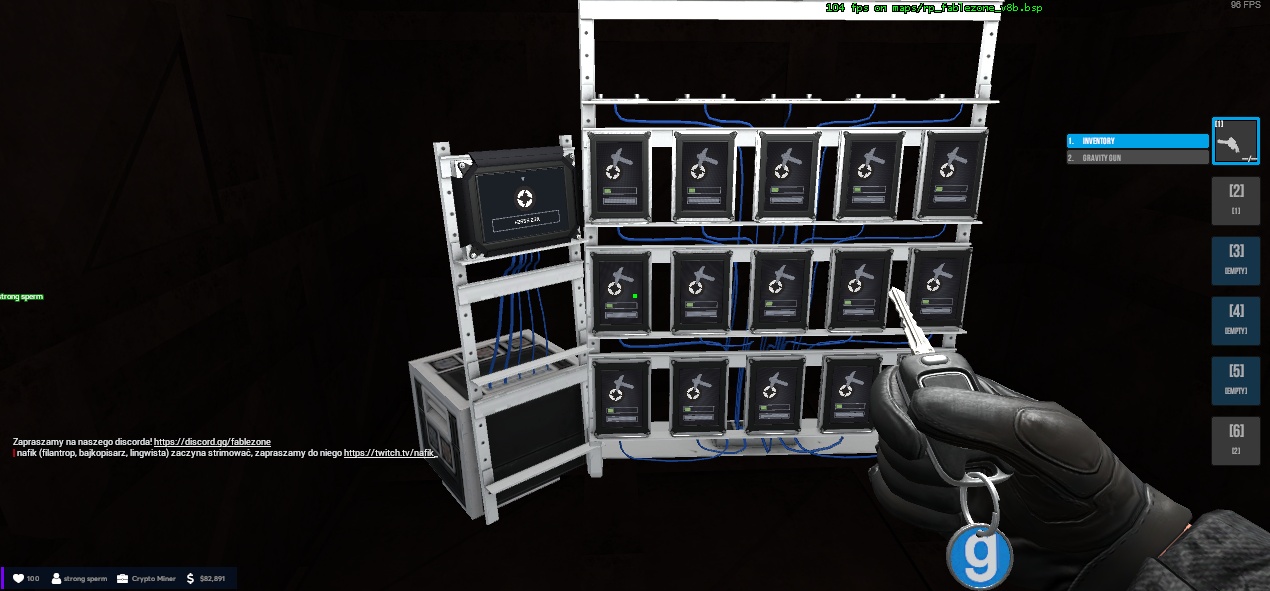 104 fps on maps/rp_fablezone_v8b.bsp
96 FPS
[1]
1. INVENTORY
2. GRAVITY GUN
-/-
[2]
[1]
[3]
[EMPTY]
strong sperm
[4]
[EMPTY]
[5]
[EMPTY]
[6]
[2]
Zapraszamy na naszego discorda! https://discord.gg/fablezone
| nafik (filantrop, bajkopisarz, lingwista) zaczyna strimować, zapraszamy do niego https://twitch.tv/nafik_
g
100 strong sperm Crypto Miner $ $82,891